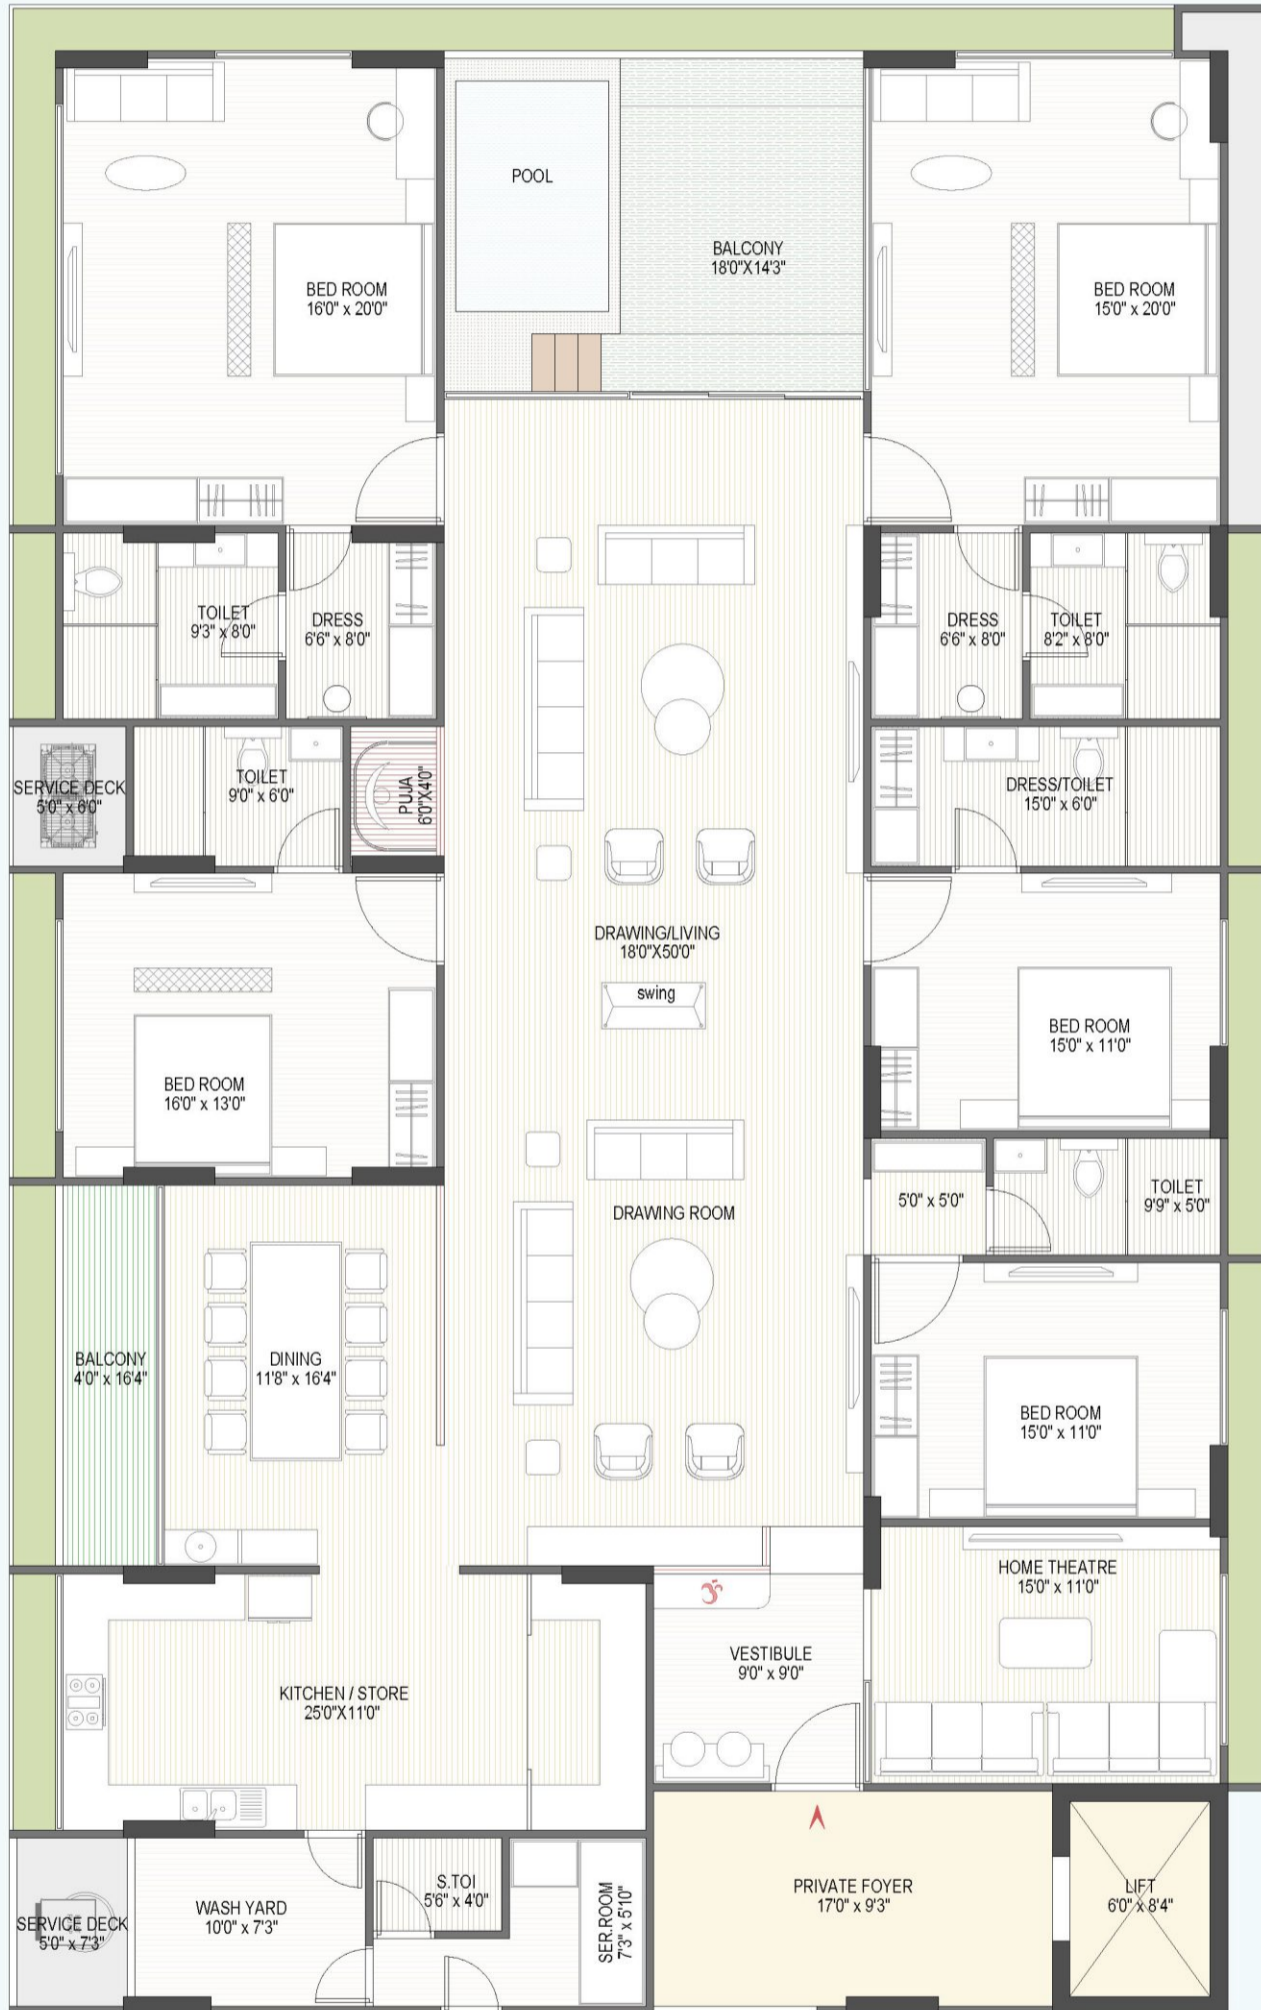 POOL
BALCONY
18'0"X14'3"
BED ROOM
16'0" x 20'0"
BED ROOM
15'0" x 20'0"
TOILET
9'3" x 8'0"
DRESS
6'6" x 8'0"
DRESS
6'6" x 8'0"
TOILET
8'2" x 8'0"
SERVICE DECK
5'0" x 6'0"
TOILET
9'0" x 6'0"
PUJA
6'0"X4'0"
DRESS/TOILET
15'0" x 6'0"
DRAWING/LIVING
18'0"X50'0"
swing
BED ROOM
16'0" x 13'0"
BED ROOM
15'0" x 11'0"
5'0" x 5'0"
TOILET
9'9" x 5'0"
DRAWING ROOM
BALCONY
4'0" x 16'4"
DINING
11'8" x 16'4"
BED ROOM
15'0" x 11'0"
HOME THEATRE
15'0" x 11'0"
ॐ
VESTIBULE
9'0" x 9'0"
KITCHEN / STORE
25'0"X11'0"
S.TOI
5'6" x 4'0"
SER.ROOM
7'3" x 5'10"
PRIVATE FOYER
17'0" x 9'3"
LIFT
6'0" x 8'4"
WASH YARD
10'0" x 7'3"
SERVICE DECK
5'0" x 7'3"